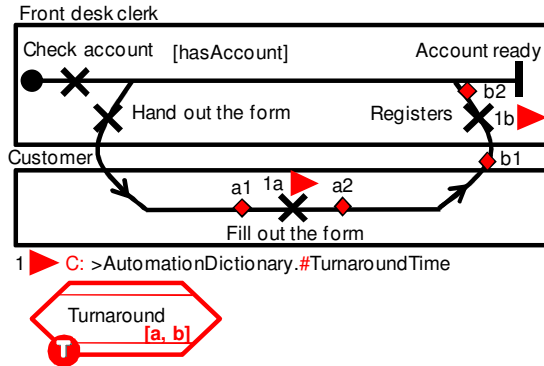 Front desk clerk
Check account [hasAccount] Account ready
b2
Hand out the form Registers 1b
Customer
b1
a1 1a a2
Fill out the form
1 C: >AutomationDictionary.#TurnaroundTime
Turnaround
[a, b]
T